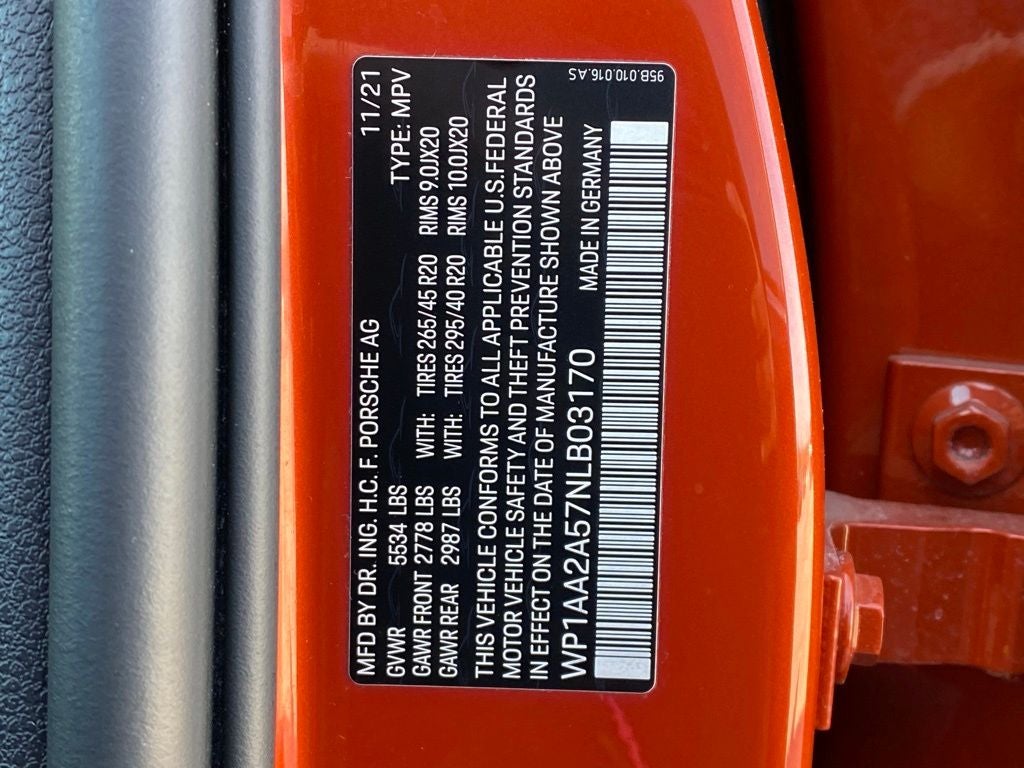 MFD BY DR. ING. H.C. F. PORSCHE AG 11/21
GVWR 5534 LBS TYPE: MPV
GAWR FRONT 2778 LBS WITH: TIRES 265/45 R20 RIMS 9.0JX20
GAWR REAR 2987 LBS WITH: TIRES 295/40 R20 RIMS 10.0JX20
THIS VEHICLE CONFORMS TO ALL APPLICABLE U.S.FEDERAL
MOTOR VEHICLE SAFETY AND THEFT PREVENTION STANDARDS
IN EFFECT ON THE DATE OF MANUFACTURE SHOWN ABOVE
WP1AA2A57NLB03170 MADE IN GERMANY
95B.010.016.AS